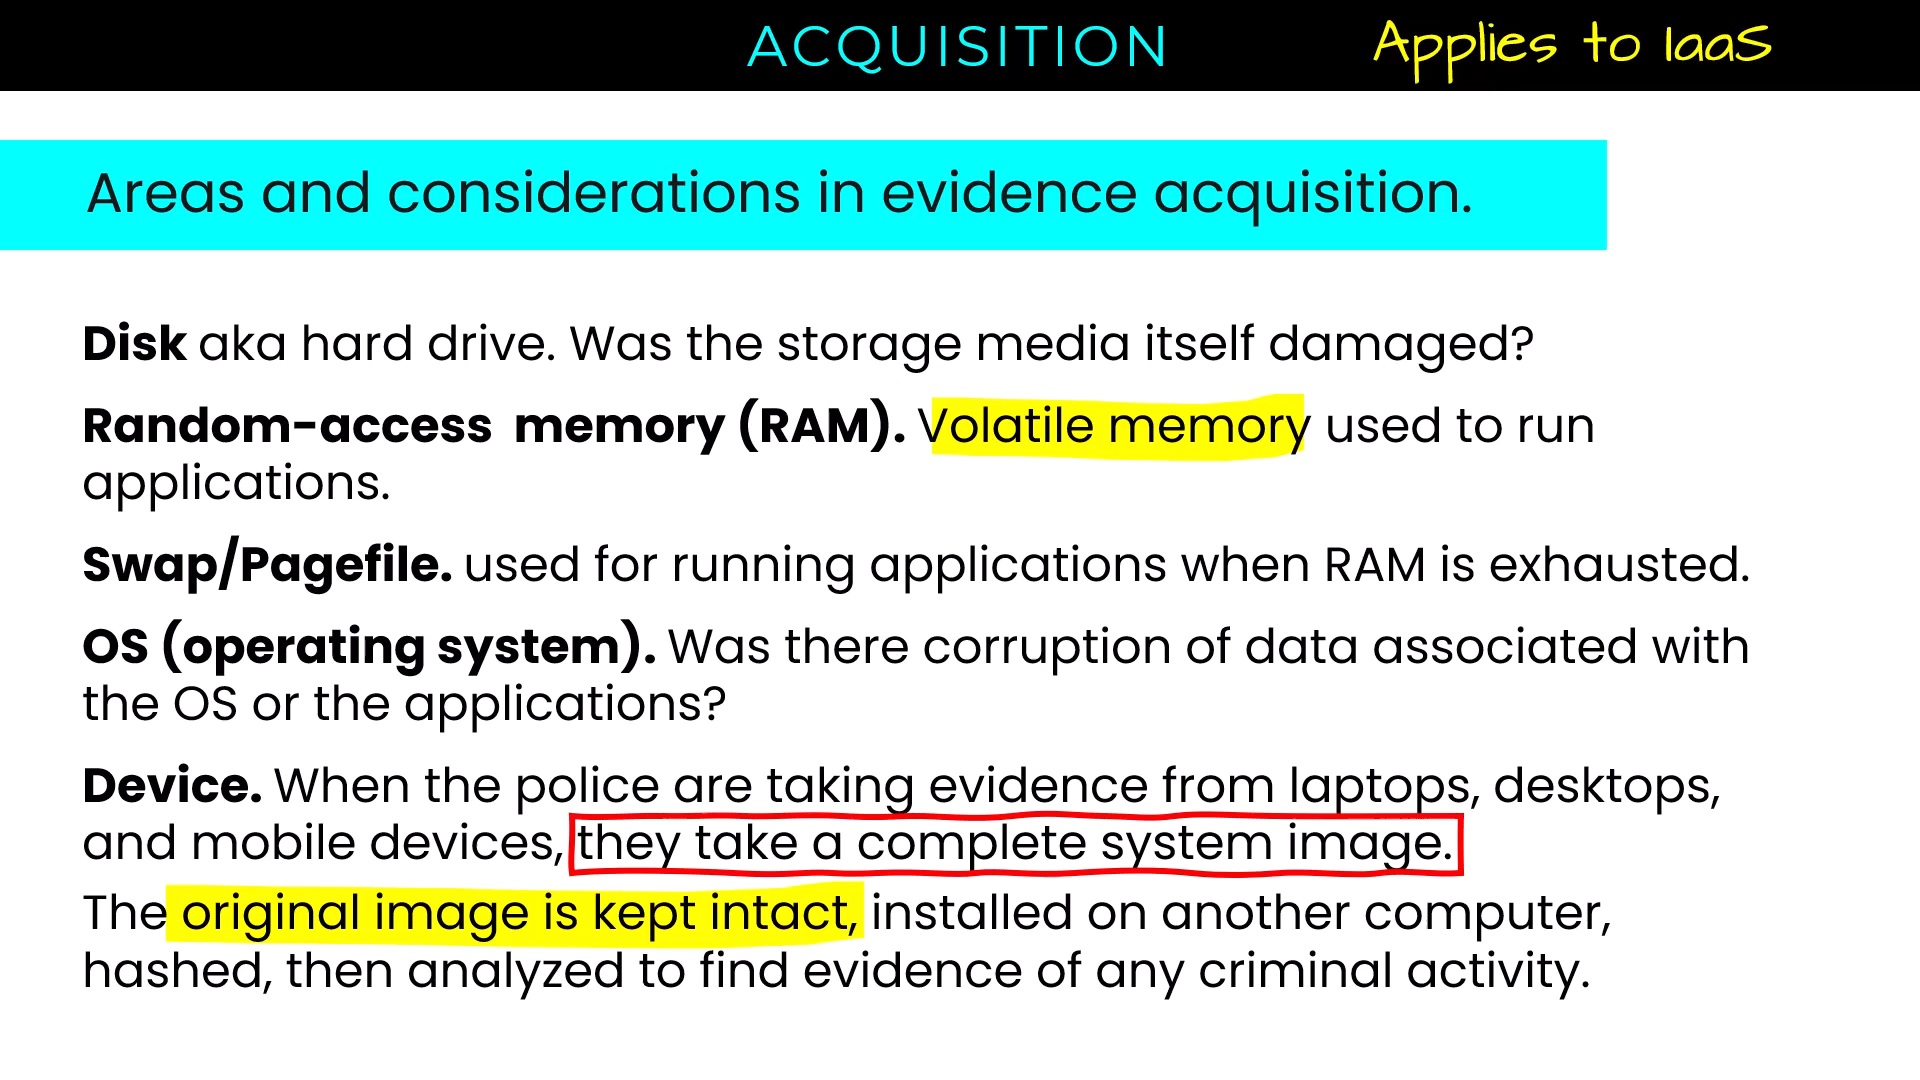 ACQUISITION
Applies to IaaS
Areas and considerations in evidence acquisition.
Disk aka hard drive. Was the storage media itself damaged?
Random-access memory (RAM). Volatile memory used to run
applications.
Swap/Pagefile. used for running applications when RAM is exhausted.
OS (operating system). Was there corruption of data associated with
the OS or the applications?
Device. When the police are taking evidence from laptops, desktops,
and mobile devices, they take a complete system image.
The original image is kept intact, installed on another computer,
hashed, then analyzed to find evidence of any criminal activity.